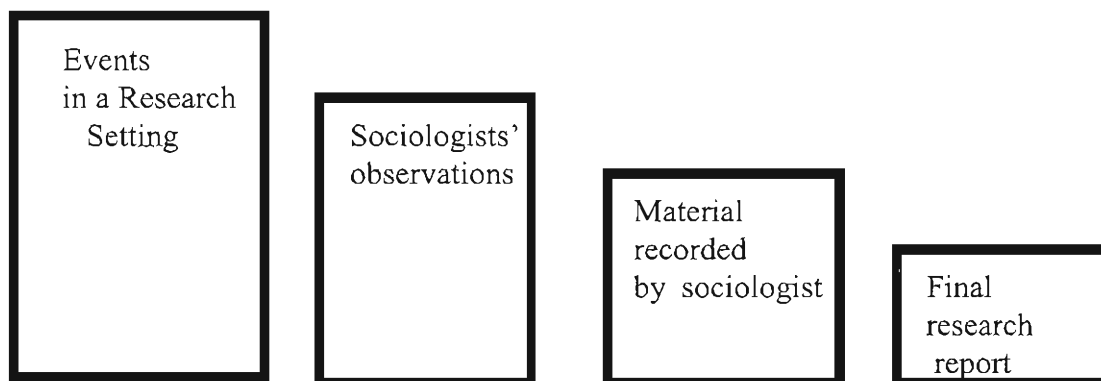 Events
in a Research
Setting
Sociologists'
observations
Material
recorded
by sociologist
Final
research
report